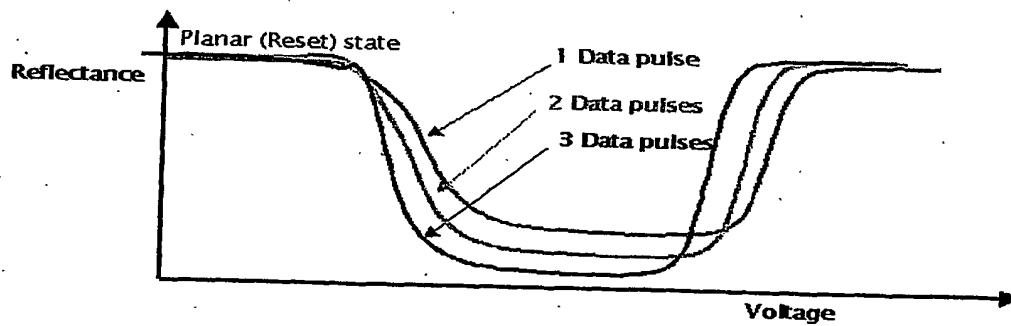 Planar (Reset) state
Reflectance
1 Data pulse
2 Data pulses
3 Data pulses
Voltage